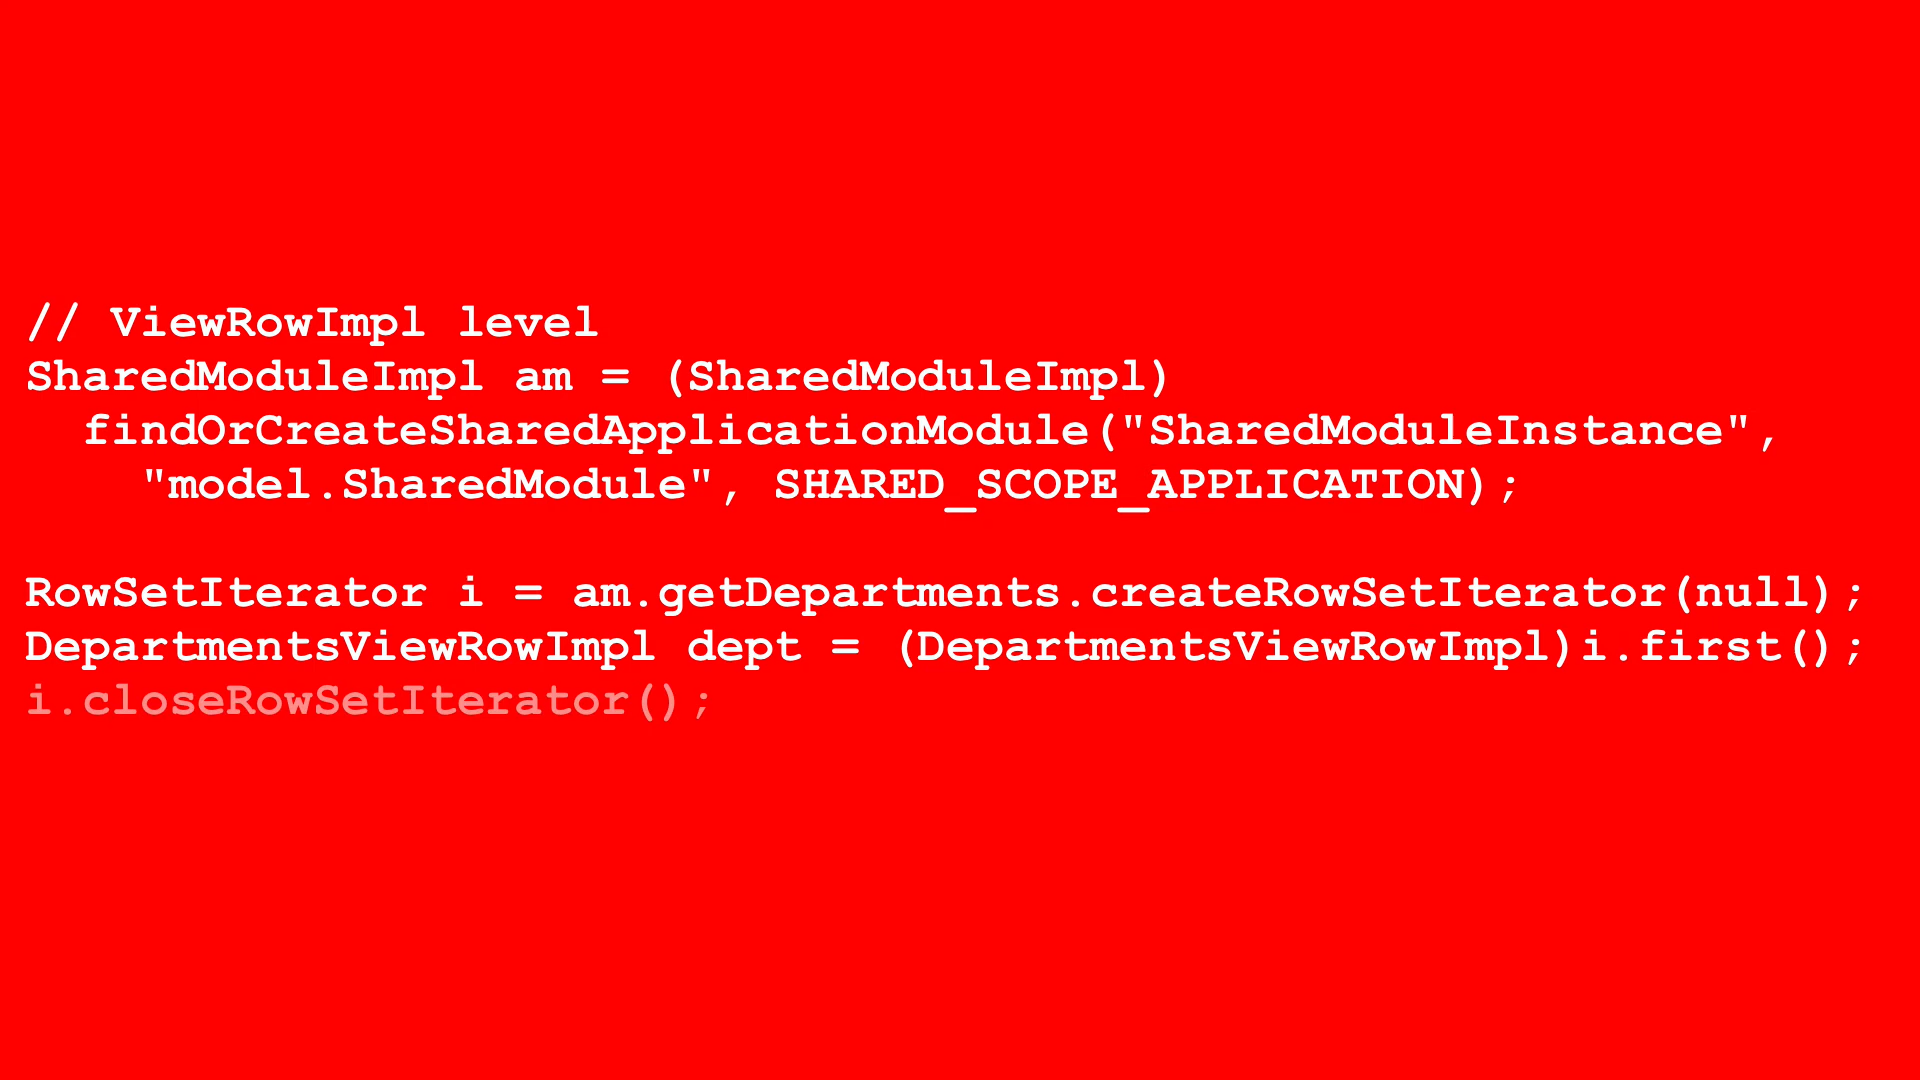 // ViewRowImpl level
SharedModuleImpl am = (SharedModuleImpl)
  findOrCreateSharedApplicationModule("SharedModuleInstance",
    "model.SharedModule", SHARED_SCOPE_APPLICATION);

RowSetIterator i = am.getDepartments.createRowSetIterator(null);
DepartmentsViewRowImpl dept = (DepartmentsViewRowImpl)i.first();
i.closeRowSetIterator();